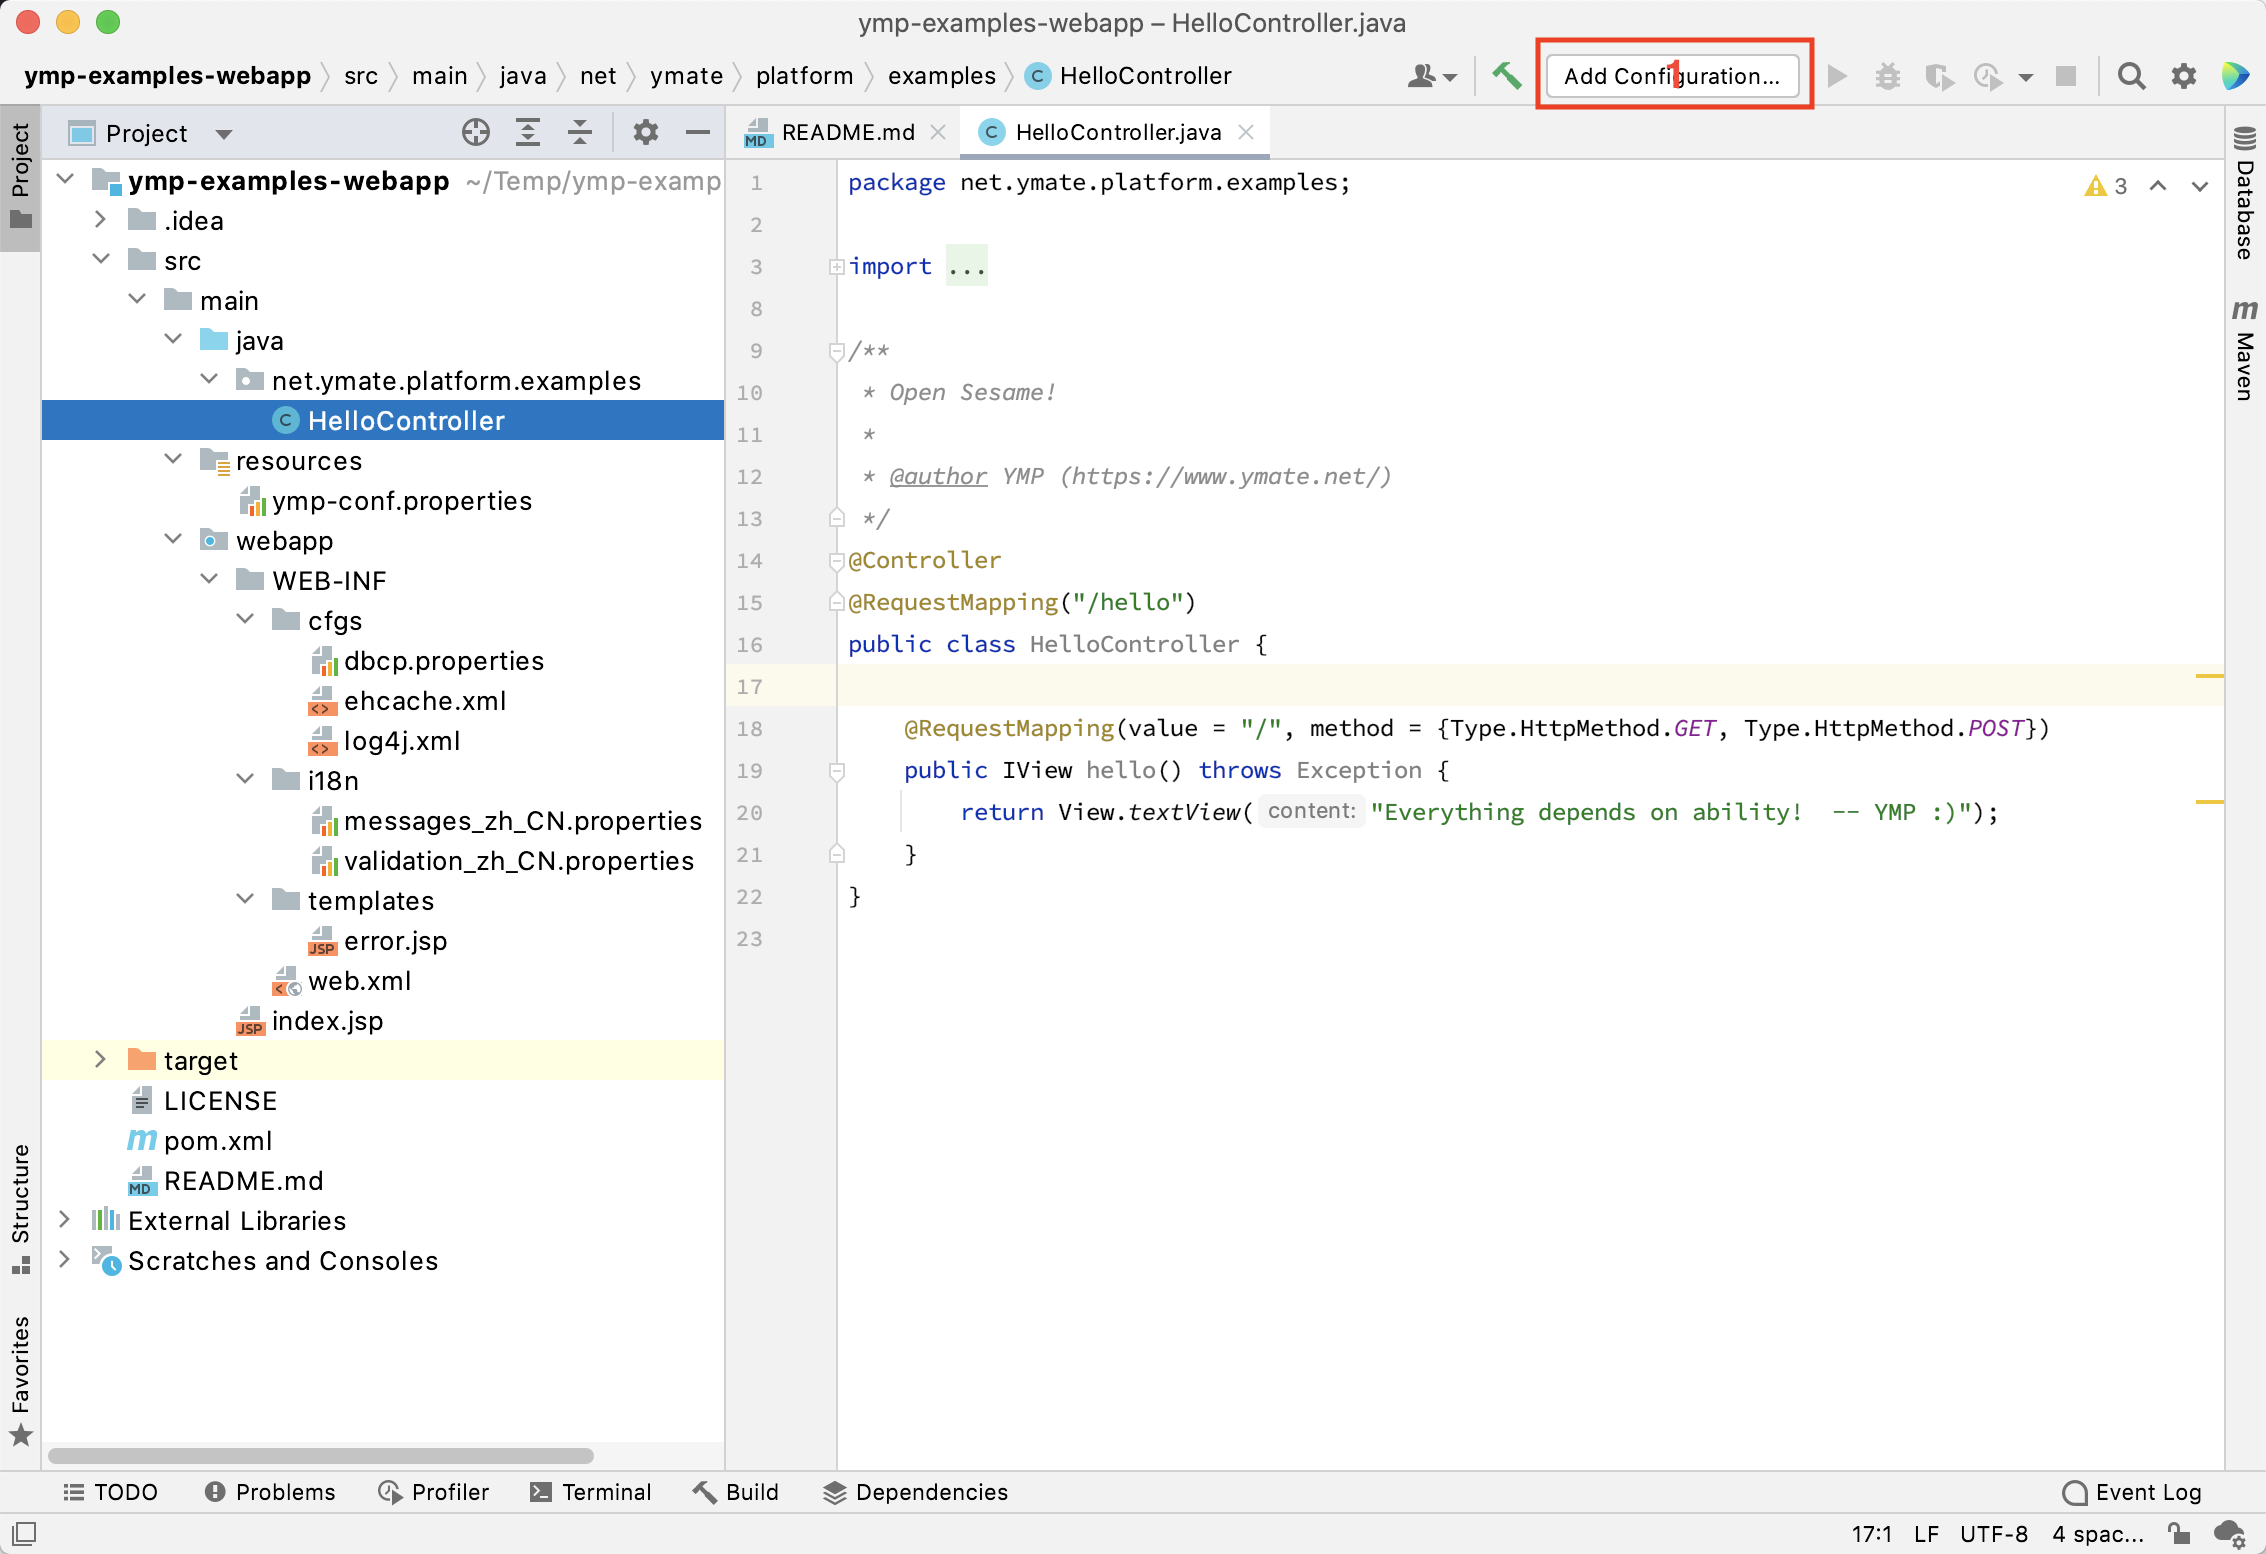 ymp-examples-webapp – HelloController.java
ymp-examples-webapp src main java net ymate platform examples C HelloController Add Configuration... 1
Project
Project
README.md
C HelloController.java
ymp-examples-webapp ~/Temp/ymp-examp
.idea
src
main
java
net.ymate.platform.examples
C HelloController
resources
ymp-conf.properties
webapp
WEB-INF
cfgs
dbcp.properties
ehcache.xml
log4j.xml
i18n
messages_zh_CN.properties
validation_zh_CN.properties
templates
JSP error.jsp
web.xml
JSP index.jsp
target
LICENSE
m pom.xml
MD README.md
External Libraries
Scratches and Consoles
Structure
Favorites
MD
1 package net.ymate.platform.examples;
2
3 import ...
8
9 /**
10 * Open Sesame!
11 *
12 * @author YMP (https://www.ymate.net/)
13 */
14 @Controller
15 @RequestMapping("/hello")
16 public class HelloController {
17
18 @RequestMapping(value = "/", method = {Type.HttpMethod.GET, Type.HttpMethod.POST})
19 public IView hello() throws Exception {
20 return View.textView( content: "Everything depends on ability!  -- YMP :)");
21 }
22 }
23
3
Database
m Maven
TODO Problems Profiler Terminal Build Dependencies Event Log
17:1 LF UTF-8 4 spac...